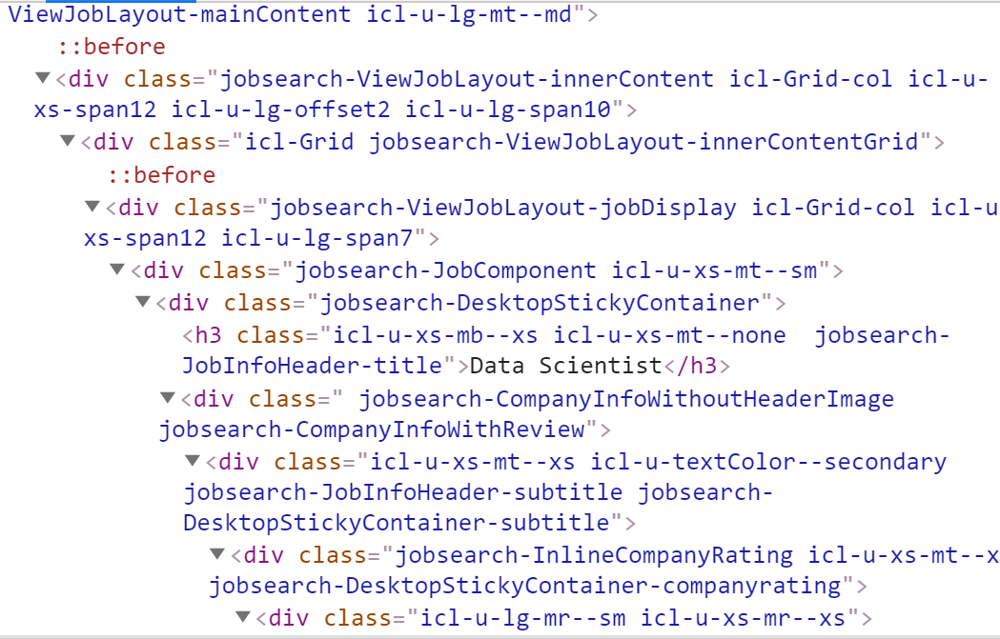 ViewJobLayout-mainContent icl-u-lg-mt--md">
::before
<div class="jobsearch-ViewJobLayout-innerContent icl-Grid-col icl-u-
xs-span12 icl-u-lg-offset2 icl-u-lg-span10">
<div class="icl-Grid jobsearch-ViewJobLayout-innerContentGrid">
::before
<div class="jobsearch-ViewJobLayout-jobDisplay icl-Grid-col icl-u
xs-span12 icl-u-lg-span7">
<div class="jobsearch-JobComponent icl-u-xs-mt--sm">
<div class="jobsearch-DesktopStickyContainer">
<h3 class="icl-u-xs-mb--xs icl-u-xs-mt--none  jobsearch-
JobInfoHeader-title">Data Scientist</h3>
<div class=" jobsearch-CompanyInfoWithoutHeaderImage
jobsearch-CompanyInfoWithReview">
<div class="icl-u-xs-mt--xs icl-u-textColor--secondary
jobsearch-JobInfoHeader-subtitle jobsearch-
DesktopStickyContainer-subtitle">
<div class="jobsearch-InlineCompanyRating icl-u-xs-mt--x
jobsearch-DesktopStickyContainer-companyrating">
<div class="icl-u-lg-mr--sm icl-u-xs-mr--xs">